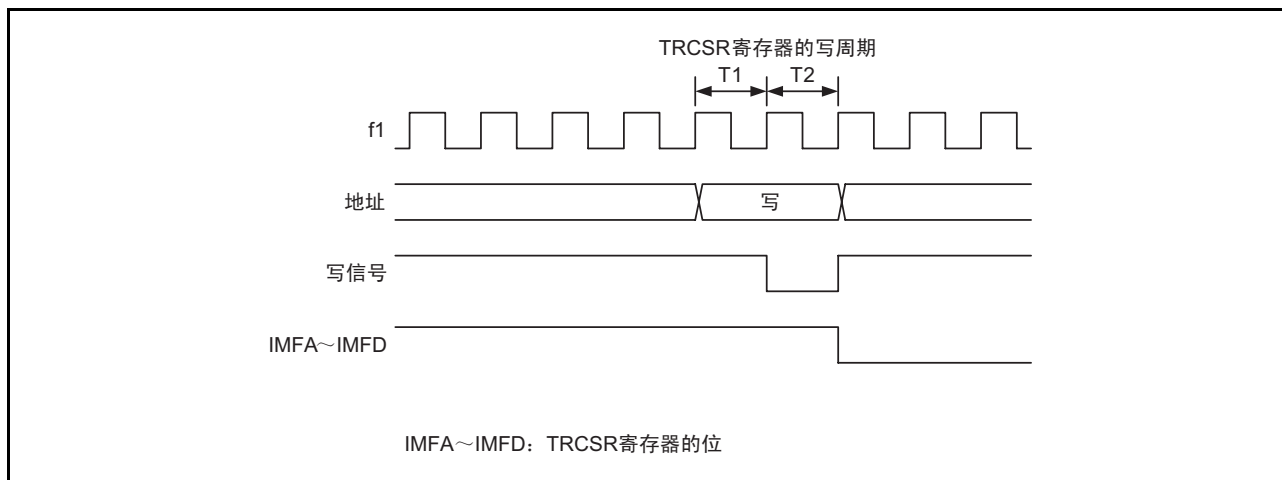 TRCSR寄存器的写周期
T1 T2
f1
地址
写
写信号
IMFA～IMFD
IMFA～IMFD：TRCSR寄存器的位